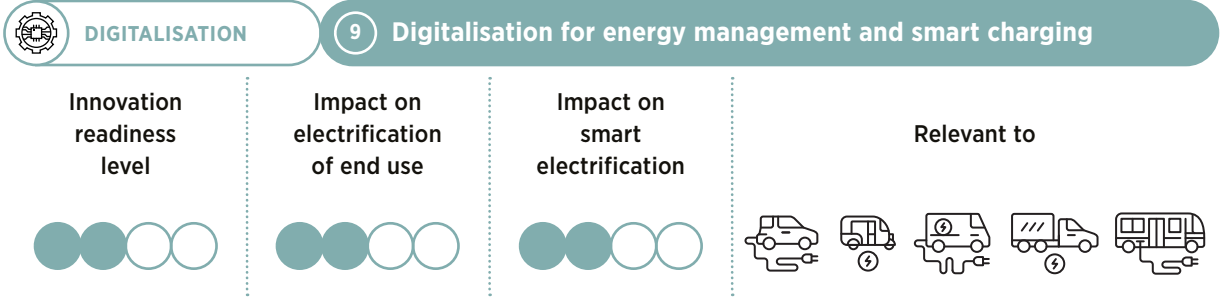 DIGITALISATION
9 Digitalisation for energy management and smart charging
Innovation
readiness
level
Impact on
electrification
of end use
Impact on
smart
electrification
Relevant to